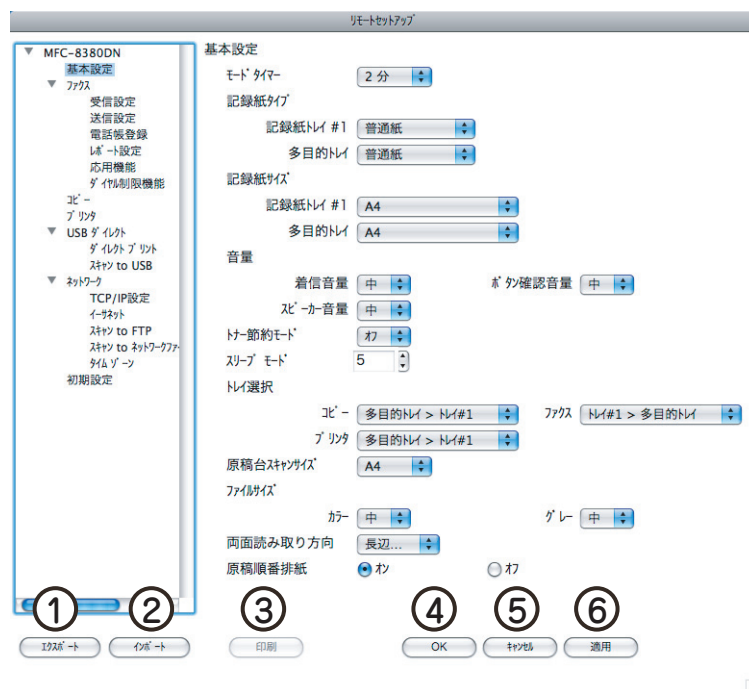 リモートセットアップ
MFC-8380DN
基本設定
ファクス
受信設定
送信設定
電話帳登録
レポート設定
応用機能
ダイヤル制限機能
コピー
プリンタ
USB ダイレクト
ダイレクト プリント
スキャン to USB
ネットワーク
TCP/IP設定
イーサネット
スキャン to FTP
スキャン to ネットワークファ
タイム ゾーン
初期設定
基本設定
モード タイマー 2 分
記録紙タイプ
記録紙トレイ #1 普通紙
多目的トレイ 普通紙
記録紙サイズ
記録紙トレイ #1 A4
多目的トレイ A4
音量
着信音量 中 ボタン確認音量 中
スピーカー音量 中
トナー節約モード オフ
スリープ モード 5
トレイ選択
コピー 多目的トレイ > トレイ#1 ファクス トレイ#1 > 多目的トレイ
プリンタ 多目的トレイ > トレイ#1
原稿台スキャンサイズ A4
ファイルサイズ
カラー 中 グレー 中
両面読み取り方向 長辺...
原稿順番排紙 オン オフ
① ② ③ ④ ⑤ ⑥
エクスポート インポート 印刷 OK キャンセル 適用